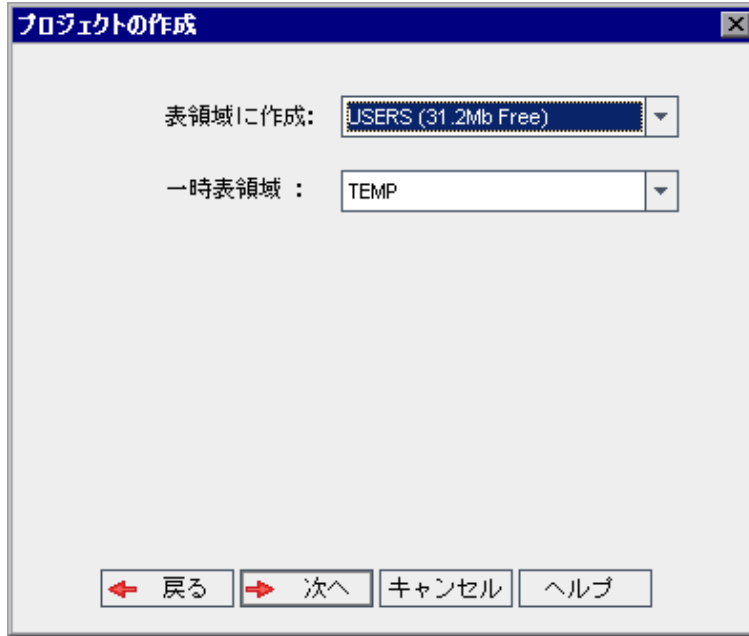 プロジェクトの作成
表領域に作成: USERS (31.2Mb Free)
一時表領域 : TEMP
戻る 次へ キャンセル ヘルプ